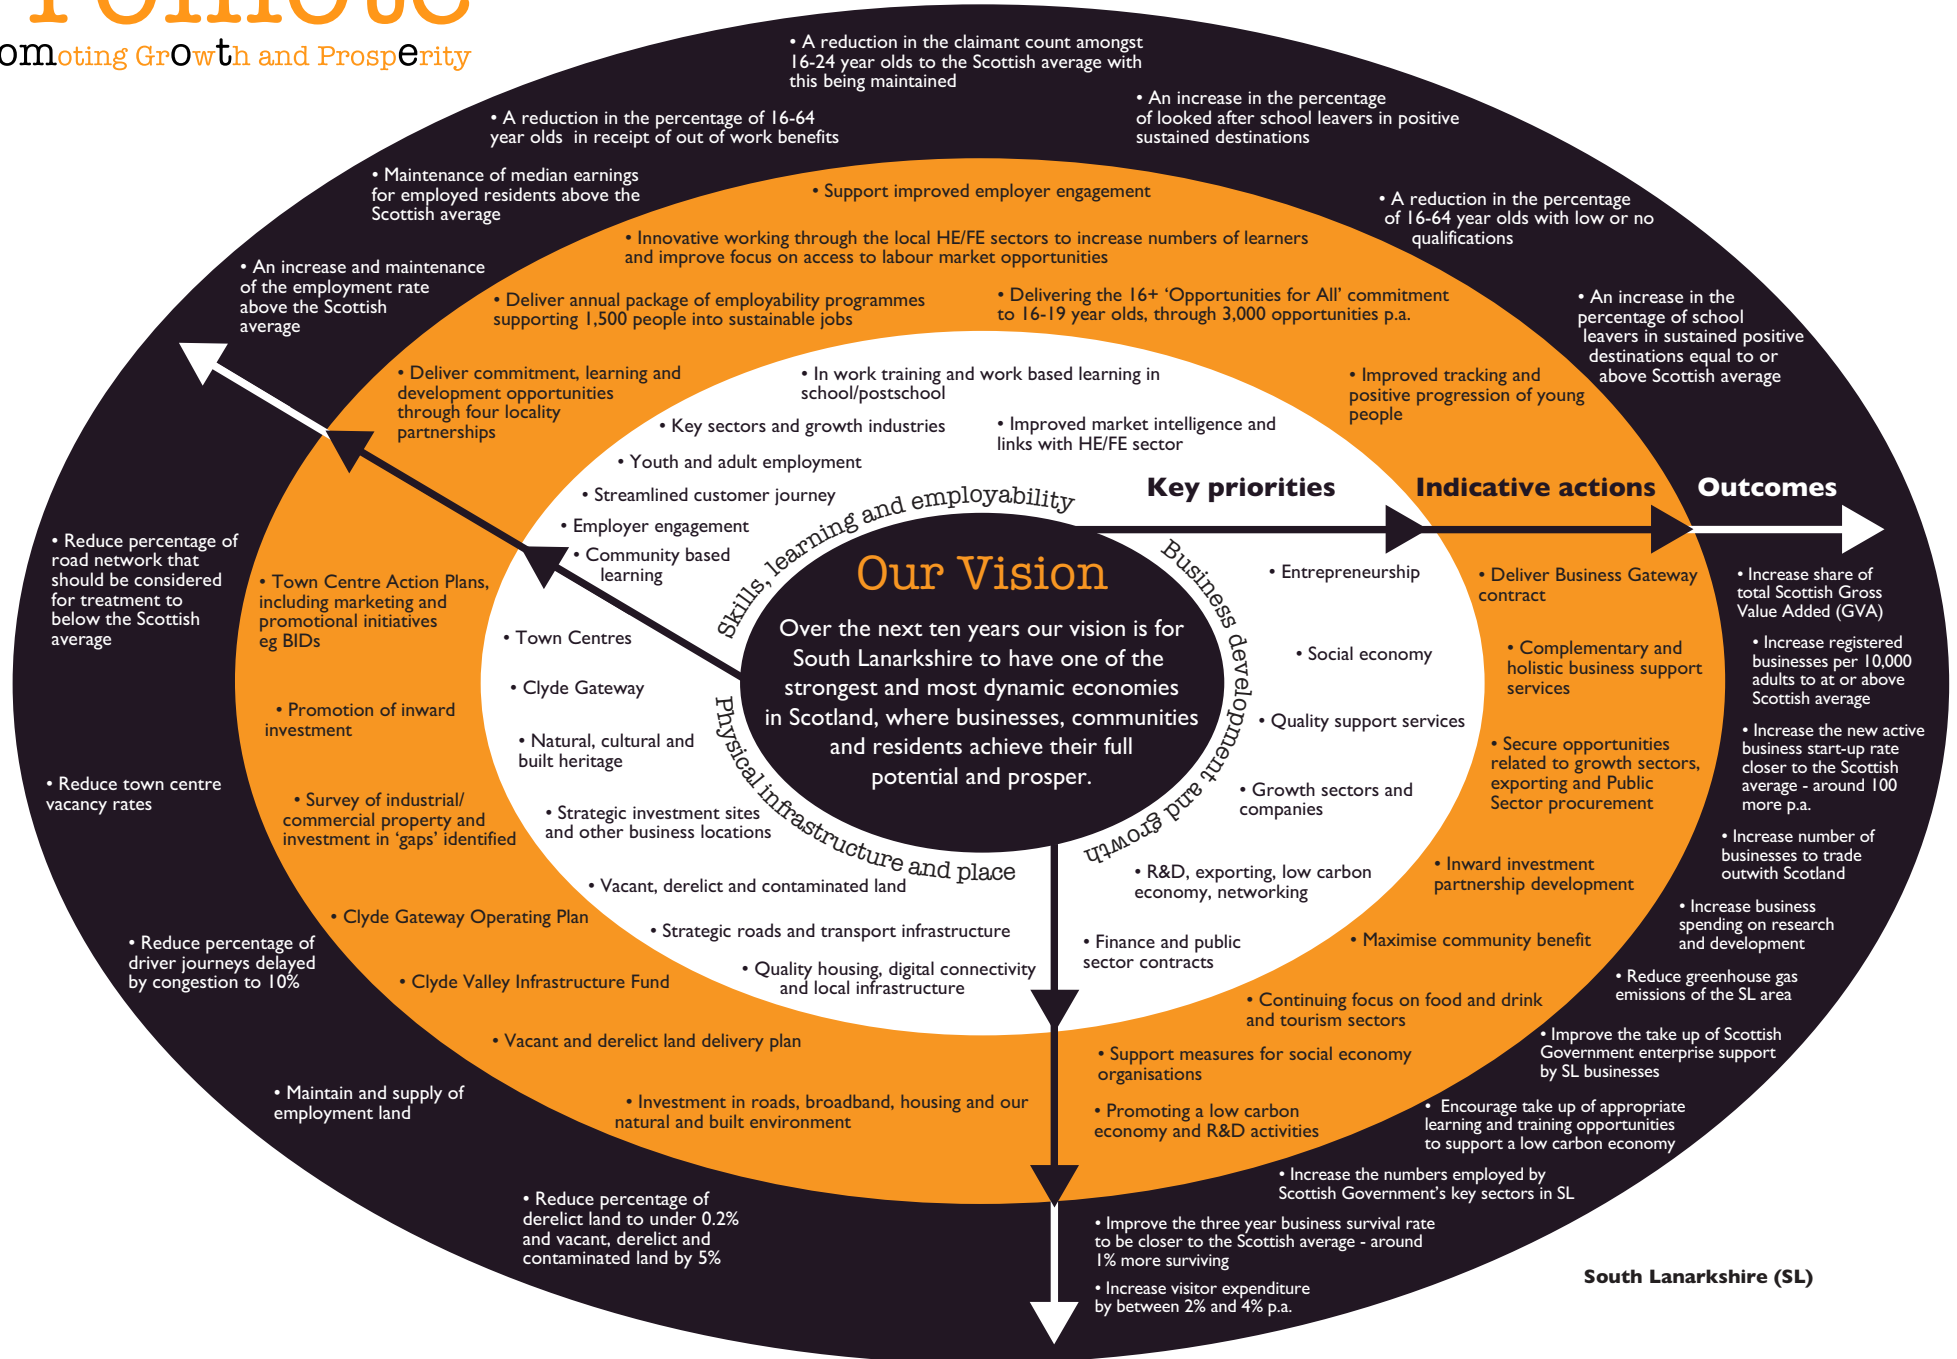 Promote
Promoting Growth and Prosperity
• A reduction in the claimant count amongst
16-24 year olds to the Scottish average with
this being maintained
• An increase in the percentage
of looked after school leavers in positive
sustained destinations
• A reduction in the percentage of 16-64
year olds in receipt of out of work benefits
• Maintenance of median earnings
for employed residents above the
Scottish average
• A reduction in the percentage
of 16-64 year olds with low or no
qualifications
• An increase and maintenance
of the employment rate
above the Scottish
average
• An increase in the
percentage of school
leavers in sustained positive
destinations equal to or
above Scottish average
• Support improved employer engagement
• Innovative working through the local HE/FE sectors to increase numbers of learners
and improve focus on access to labour market opportunities
• Deliver annual package of employability programmes
supporting 1,500 people into sustainable jobs
• Delivering the 16+ ‘Opportunities for All’ commitment
to 16-19 year olds, through 3,000 opportunities p.a.
• Deliver commitment, learning and
development opportunities
through four locality
partnerships
• Improved tracking and
positive progression of young
people
• In work training and work based learning in
school/postschool
• Key sectors and growth industries
• Improved market intelligence and
links with HE/FE sector
• Youth and adult employment
• Streamlined customer journey
• Employer engagement
• Community based
learning
Skills, learning and employability
Key priorities
Indicative actions
Outcomes
Our Vision
Over the next ten years our vision is for
South Lanarkshire to have one of the
strongest and most dynamic economies
in Scotland, where businesses, communities
and residents achieve their full
potential and prosper.
Business development and growth
• Entrepreneurship
• Social economy
• Quality support services
• Growth sectors and
companies
• R&D, exporting, low carbon
economy, networking
• Finance and public
sector contracts
• Deliver Business Gateway
contract
• Complementary and
holistic business support
services
• Secure opportunities
related to growth sectors,
exporting and Public
Sector procurement
• Inward investment
partnership development
• Maximise community benefit
• Continuing focus on food and drink
and tourism sectors
• Support measures for social economy
organisations
• Promoting a low carbon
economy and R&D activities
• Increase share of
total Scottish Gross
Value Added (GVA)
• Increase registered
businesses per 10,000
adults to at or above
Scottish average
• Increase the new active
business start-up rate
closer to the Scottish
average - around 100
more p.a.
• Increase number of
businesses to trade
outwith Scotland
• Increase business
spending on research
and development
• Reduce greenhouse gas
emissions of the SL area
• Improve the take up of Scottish
Government enterprise support
by SL businesses
• Encourage take up of appropriate
learning and training opportunities
to support a low carbon economy
• Increase the numbers employed by
Scottish Government’s key sectors in SL
• Improve the three year business survival rate
to be closer to the Scottish average - around
1% more surviving
• Increase visitor expenditure
by between 2% and 4% p.a.
Physical infrastructure and place
• Town Centres
• Clyde Gateway
• Natural, cultural and
built heritage
• Strategic investment sites
and other business locations
• Vacant, derelict and contaminated land
• Strategic roads and transport infrastructure
• Quality housing, digital connectivity
and local infrastructure
• Town Centre Action Plans,
including marketing and
promotional initiatives
eg BIDs
• Promotion of inward
investment
• Survey of industrial/
commercial property and
investment in ‘gaps’ identified
• Clyde Gateway Operating Plan
• Clyde Valley Infrastructure Fund
• Vacant and derelict land delivery plan
• Investment in roads, broadband, housing and our
natural and built environment
• Reduce percentage of
road network that
should be considered
for treatment to
below the Scottish
average
• Reduce town centre
vacancy rates
• Reduce percentage of
driver journeys delayed
by congestion to 10%
• Maintain and supply of
employment land
• Reduce percentage of
derelict land to under 0.2%
and vacant, derelict and
contaminated land by 5%
South Lanarkshire (SL)